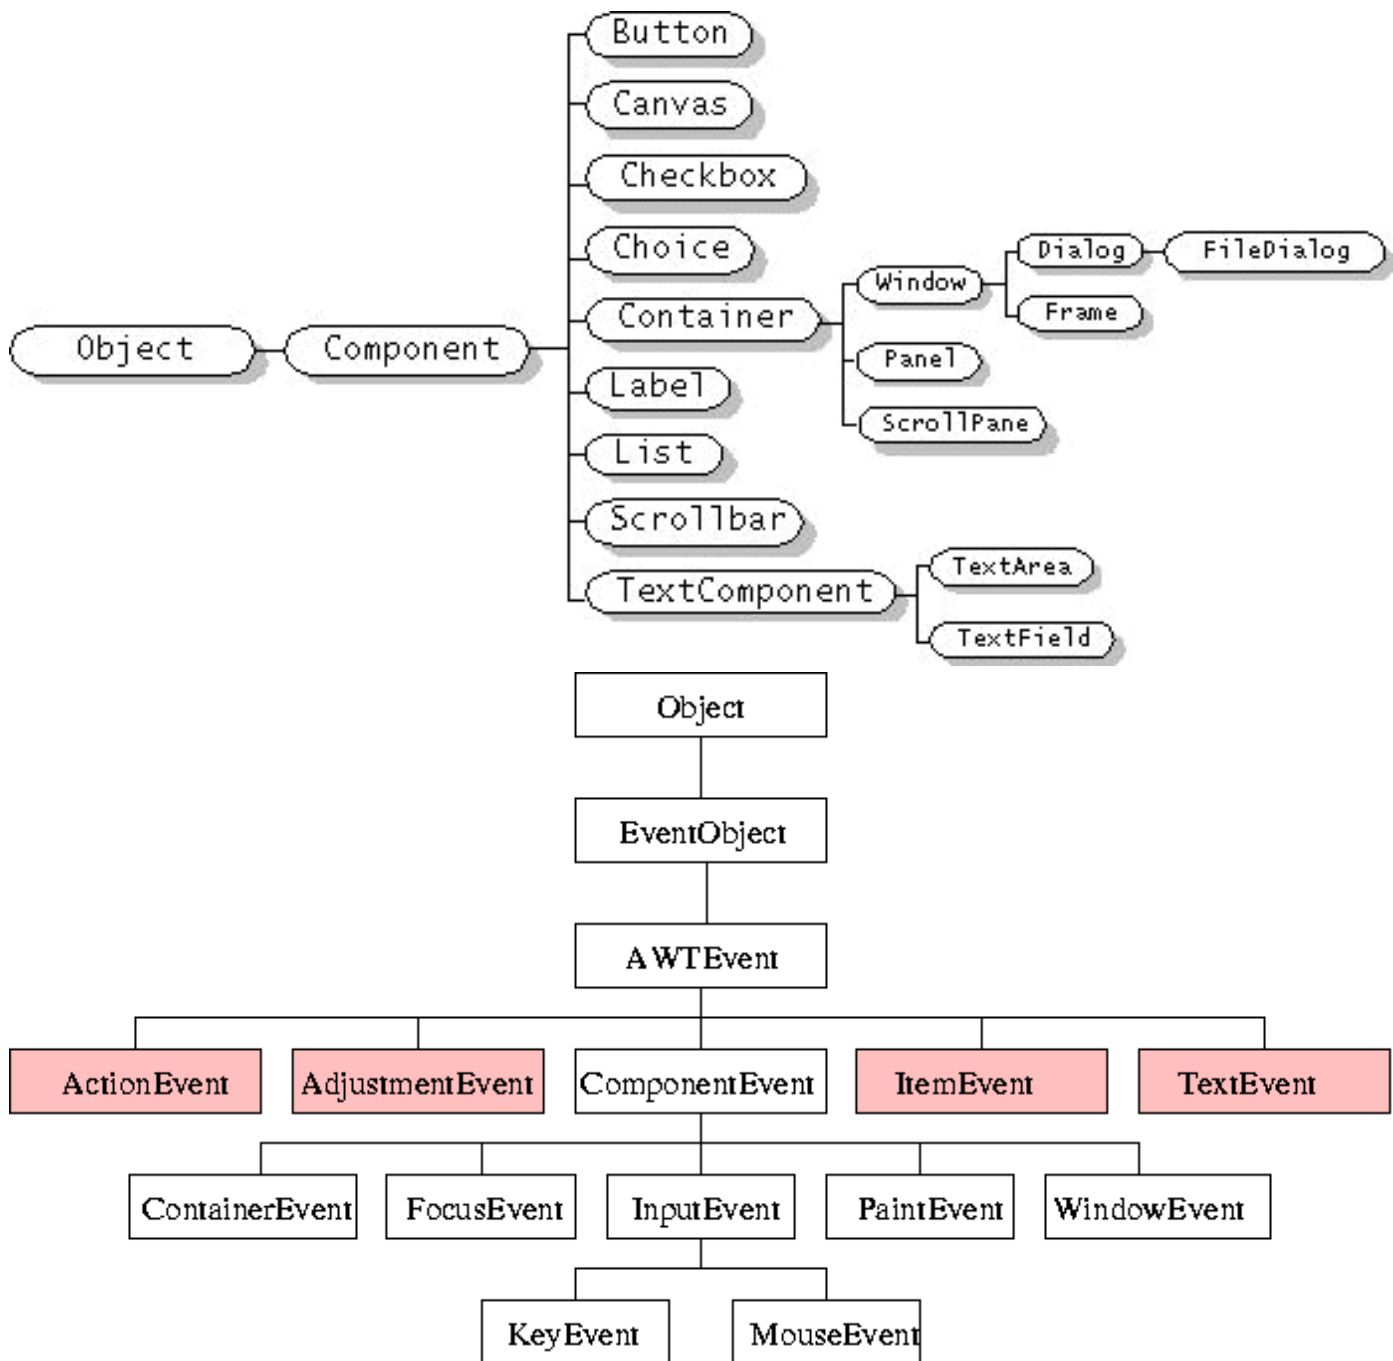 Button
Canvas
Checkbox
Choice
Dialog FileDialog
Window
Container Frame
Object Component
Panel
Label
ScrollPane
List
Scrollbar
TextArea
TextComponent
TextField
Object
EventObject
AWTEvent
ActionEvent AdjustmentEvent ComponentEvent ItemEvent TextEvent
ContainerEvent FocusEvent InputEvent PaintEvent WindowEvent
KeyEvent MouseEvent